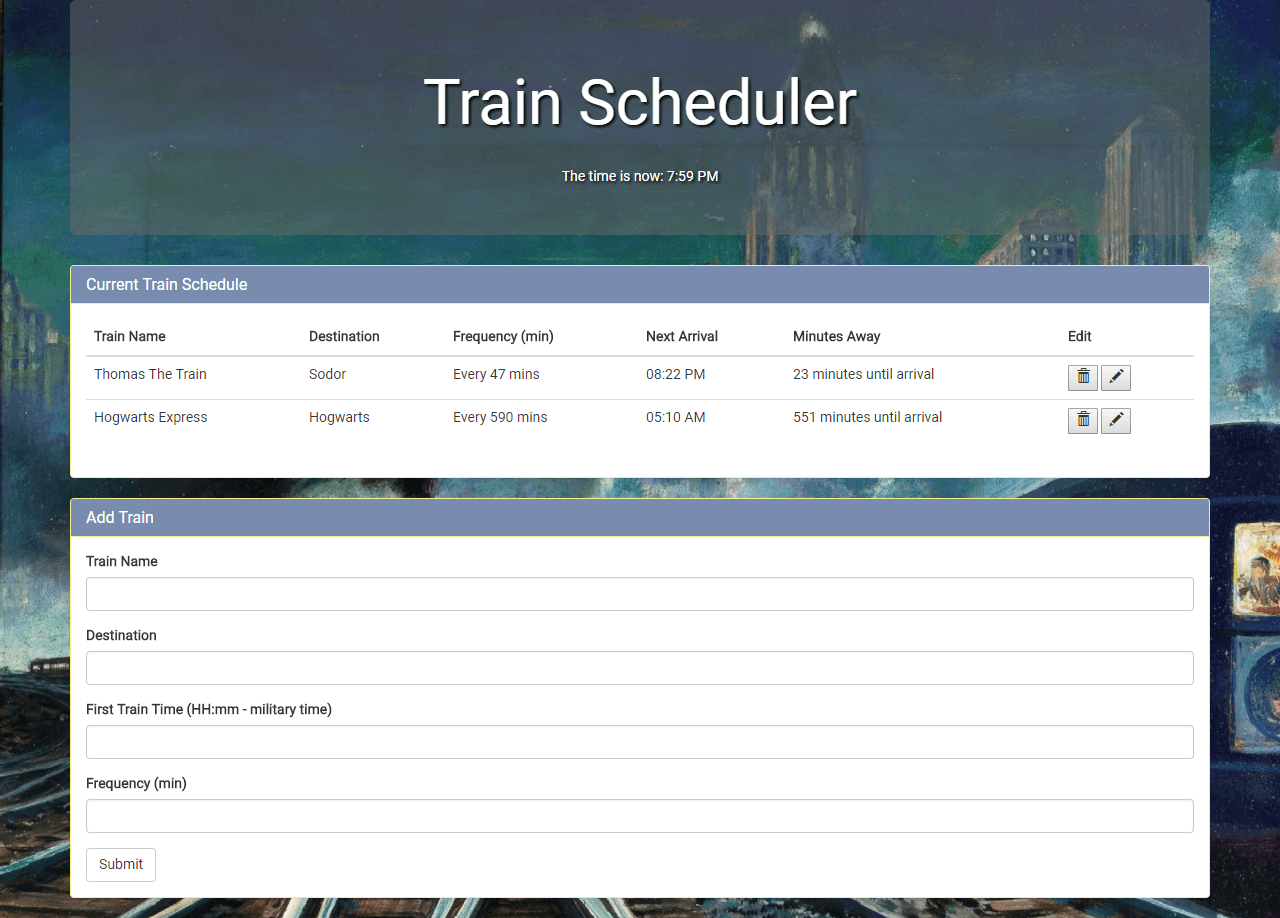 Train Scheduler
The time is now: 7:59 PM
Current Train Schedule
Train Name Destination Frequency (min) Next Arrival Minutes Away Edit
Thomas The Train Sodor Every 47 mins 08:22 PM 23 minutes until arrival
Hogwarts Express Hogwarts Every 590 mins 05:10 AM 551 minutes until arrival
Add Train
Train Name
Destination
First Train Time (HH:mm - military time)
Frequency (min)
Submit